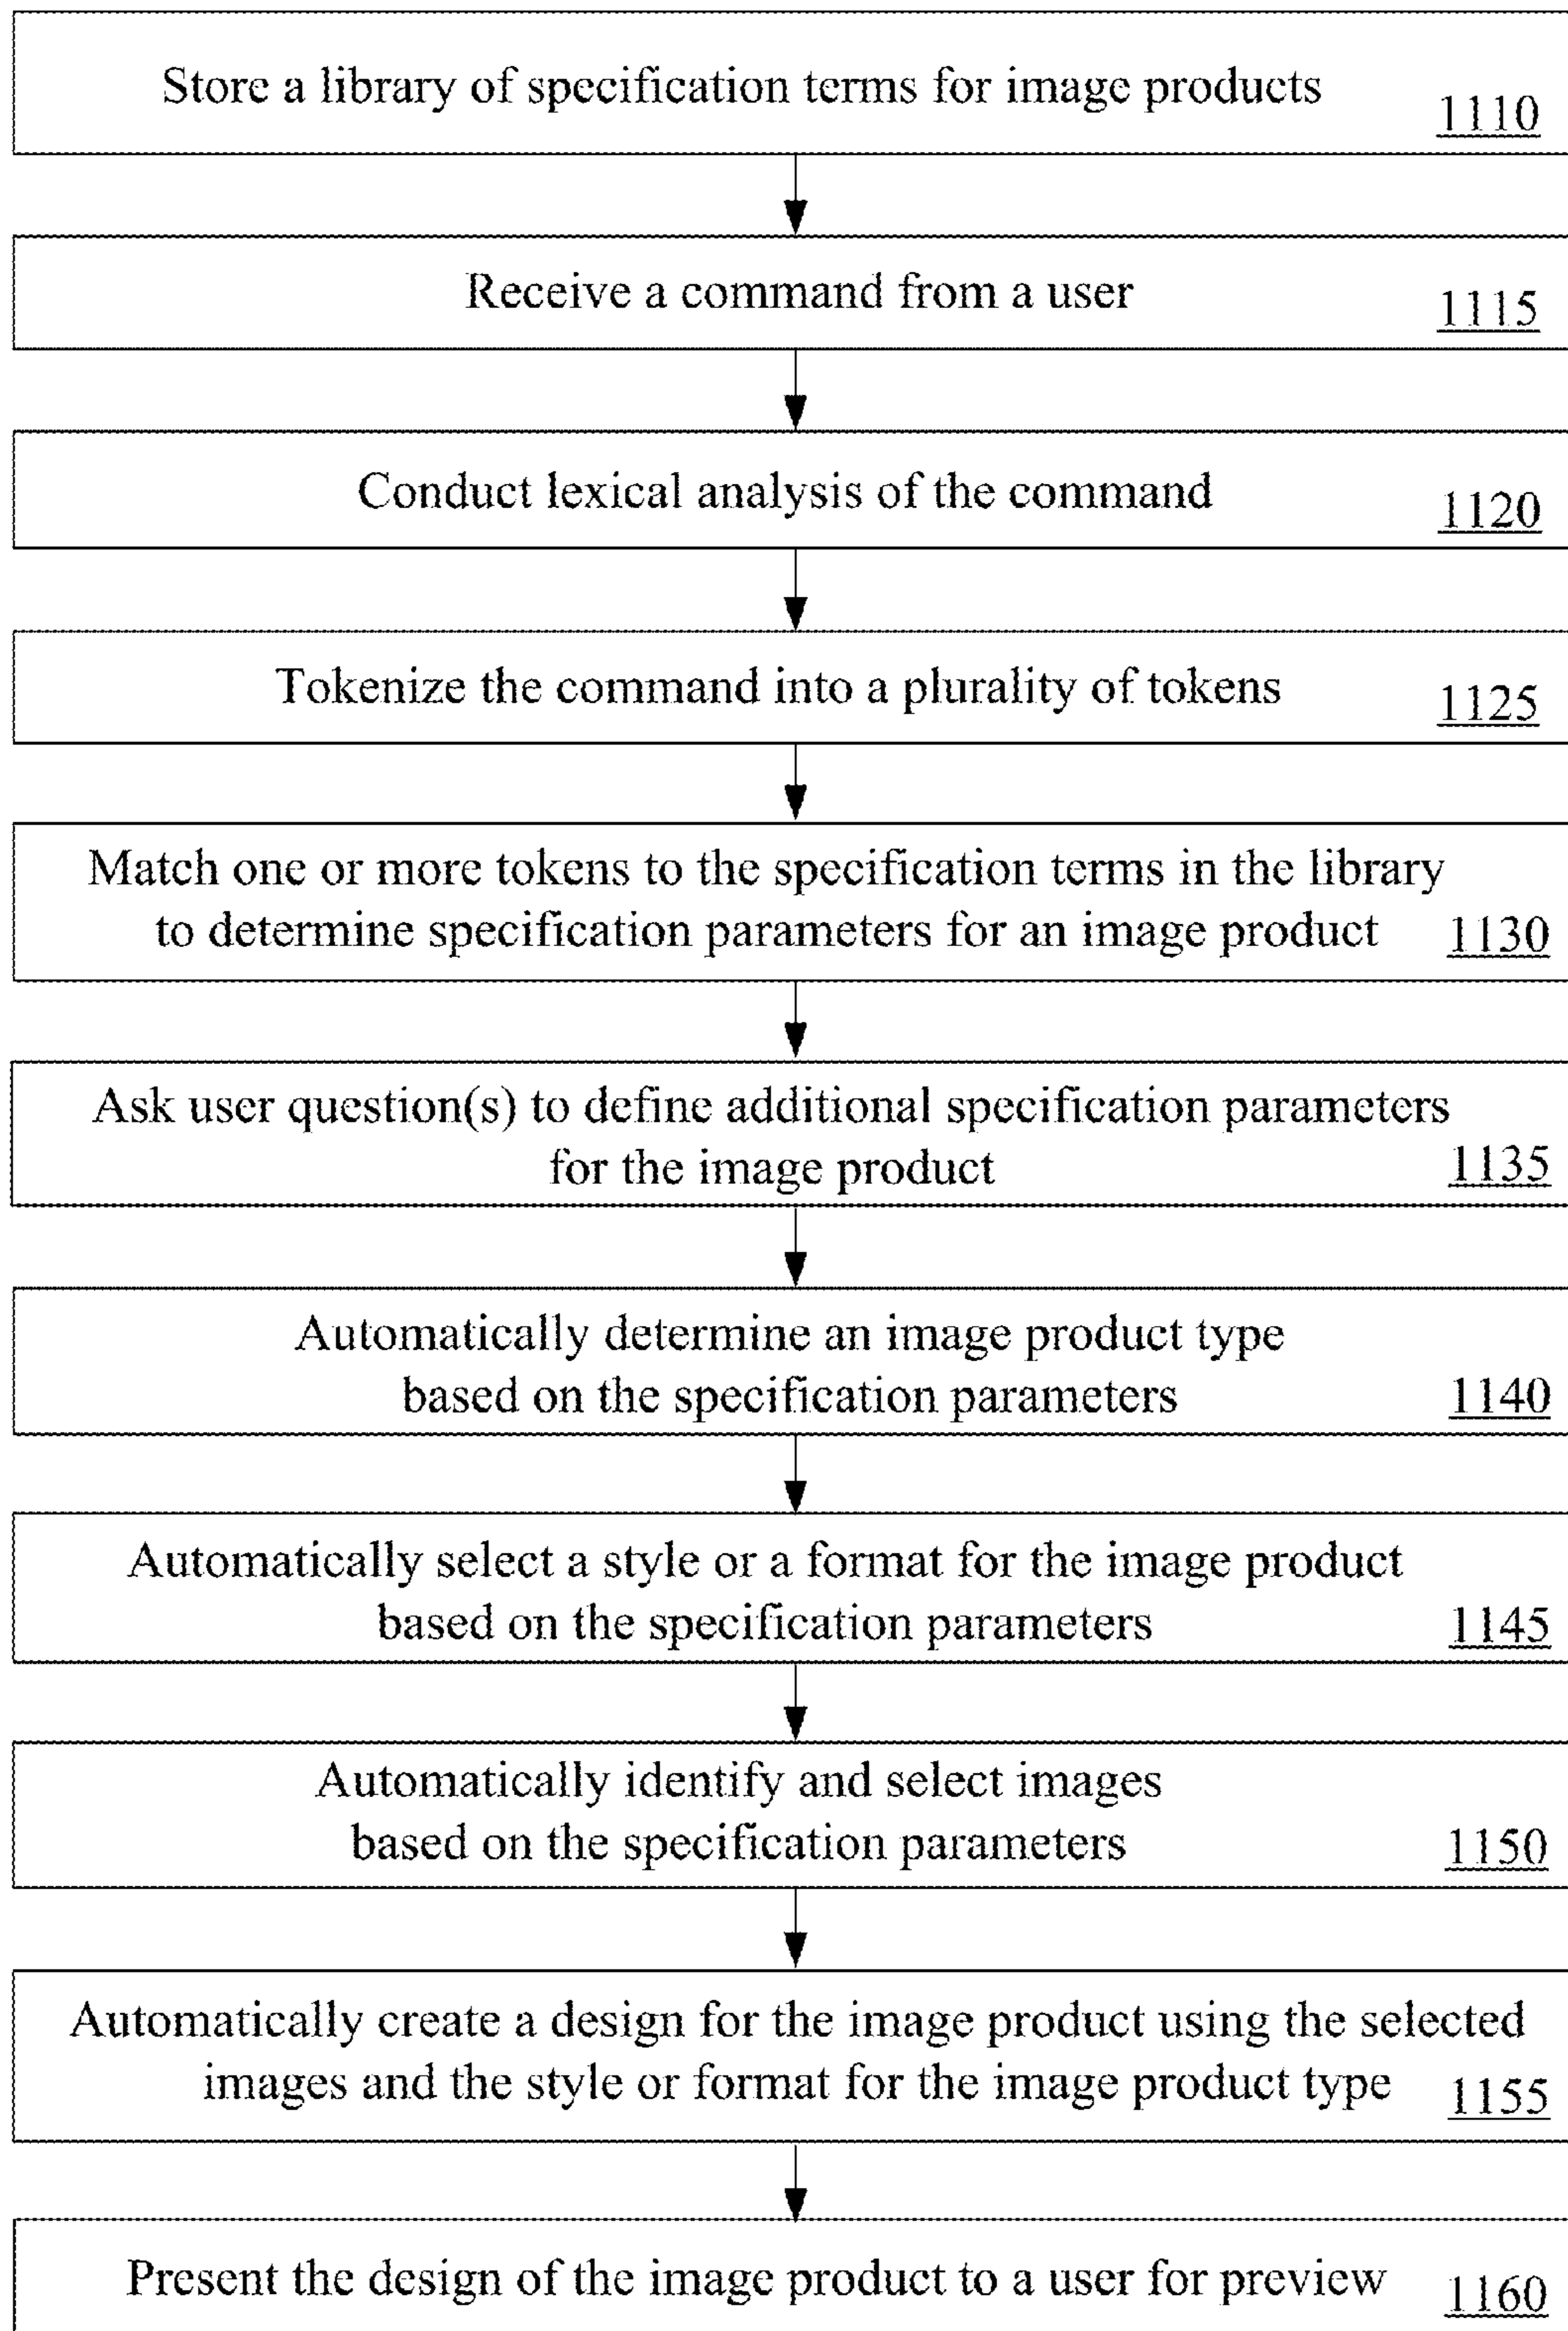 Store a library of specification terms for image products
1110
Receive a command from a user
1115
Conduct lexical analysis of the command
1120
Tokenize the command into a plurality of tokens
1125
Match one or more tokens to the specification terms in the library
to determine specification parameters for an image product
1130
Ask user question(s) to define additional specification parameters
for the image product
1135
Automatically determine an image product type
based on the specification parameters
1140
Automatically select a style or a format for the image product
based on the specification parameters
1145
Automatically identify and select images
based on the specification parameters
1150
Automatically create a design for the image product using the selected
images and the style or format for the image product type
1155
Present the design of the image product to a user for preview
1160